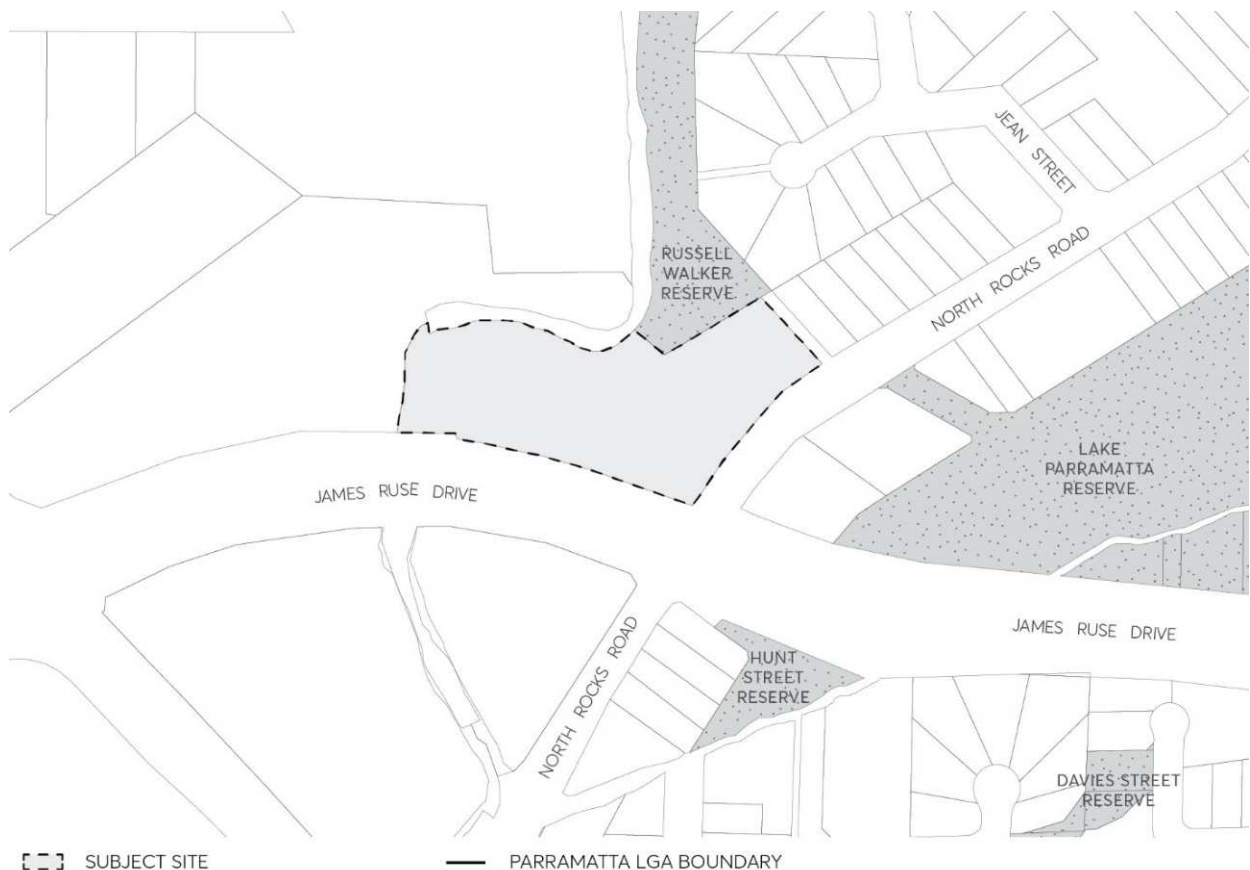 JEAN STREET
RUSSELL
WALKER
RESERVE
NORTH ROCKS ROAD
LAKE
PARRAMATTA
RESERVE
JAMES RUSE DRIVE
JAMES RUSE DRIVE
NORTH ROCKS ROAD
HUNT
STREET
RESERVE
DAVIES STREET
RESERVE
SUBJECT SITE
PARRAMATTA LGA BOUNDARY